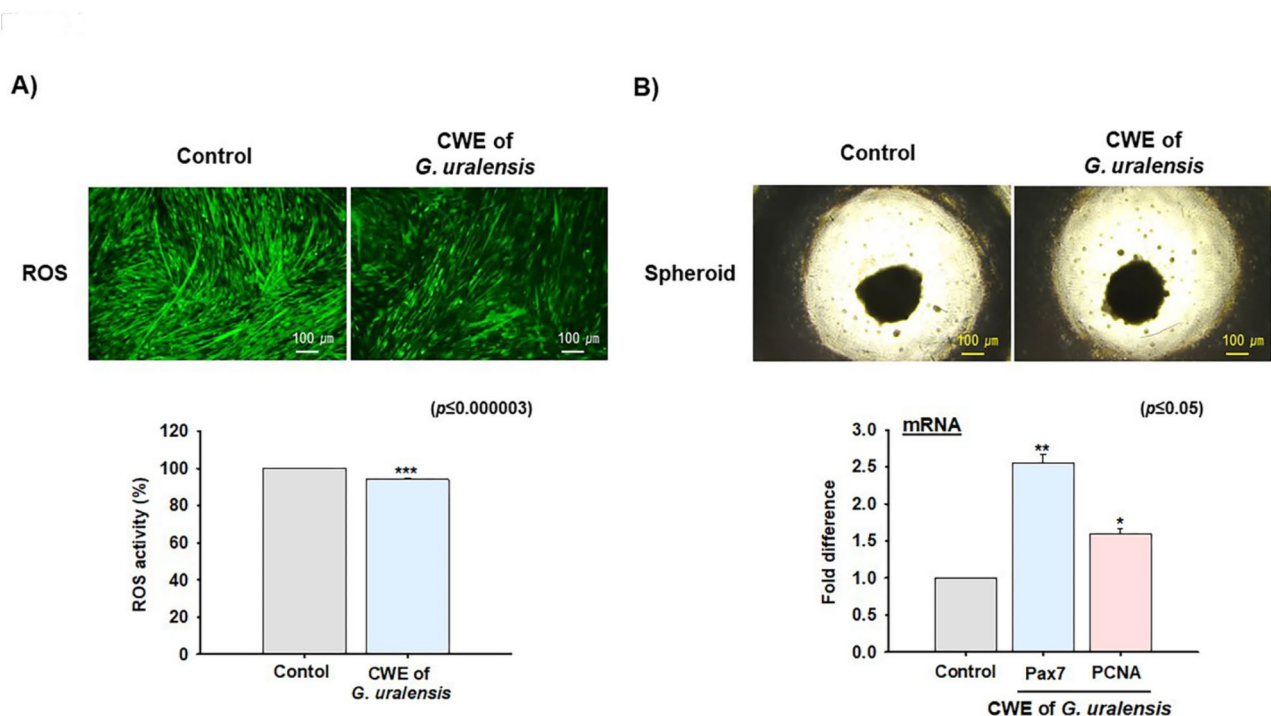 A)
Control
CWE of
G. uralensis
ROS
100 µm
100 µm
(p≤0.000003)
120
100
80
60
40
20
0
ROS activity (%)
***
Contol
CWE of
G. uralensis
B)
Control
CWE of
G. uralensis
Spheroid
100 µm
100 µm
(p≤0.05)
mRNA
3.0
2.5
2.0
1.5
1.0
0.5
0.0
Fold difference
**
*
Control
Pax7
PCNA
CWE of G. uralensis